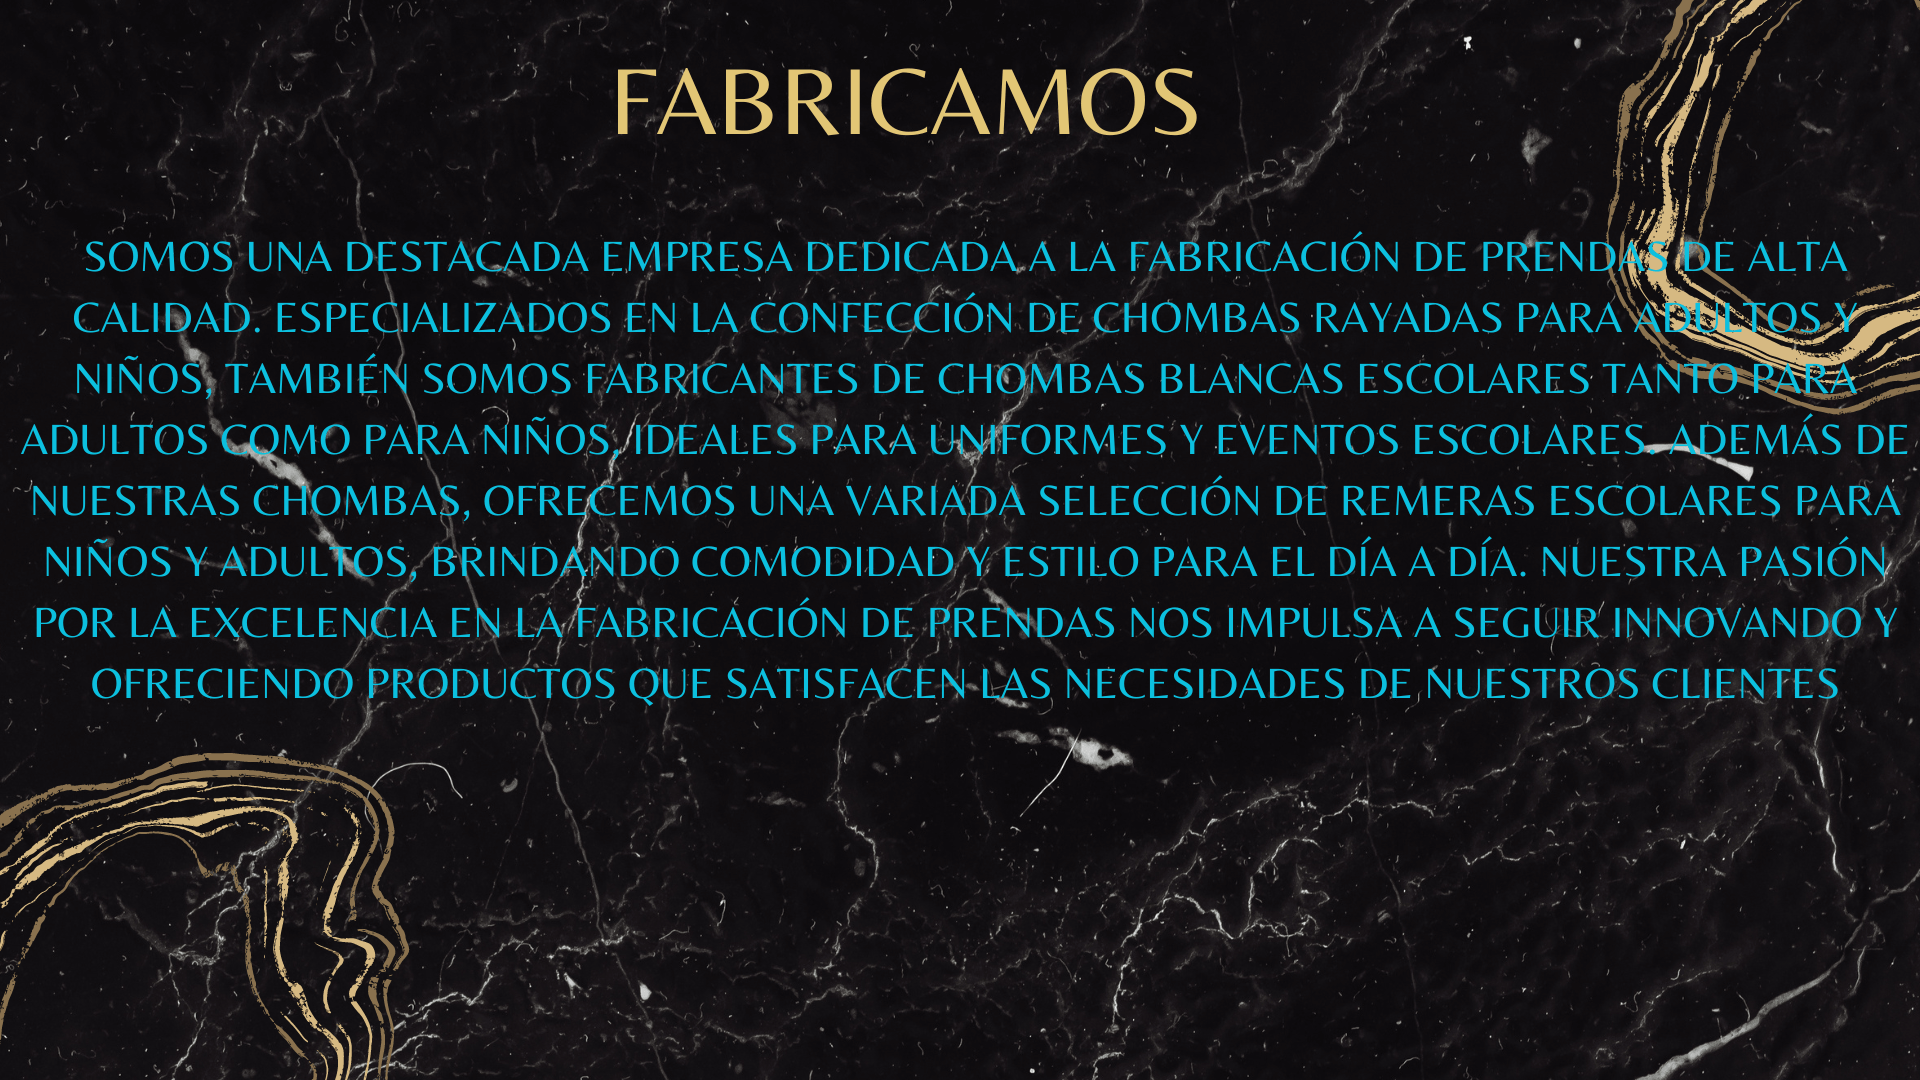 FABRICAMOS
SOMOS UNA DESTACADA EMPRESA DEDICADA A LA FABRICACIÓN DE PRENDAS DE ALTA
CALIDAD. ESPECIALIZADOS EN LA CONFECCIÓN DE CHOMBAS RAYADAS PARA ADULTOS Y
NIÑOS, TAMBIÉN SOMOS FABRICANTES DE CHOMBAS BLANCAS ESCOLARES TANTO PARA
ADULTOS COMO PARA NIÑOS, IDEALES PARA UNIFORMES Y EVENTOS ESCOLARES. ADEMÁS DE
NUESTRAS CHOMBAS, OFRECEMOS UNA VARIADA SELECCIÓN DE REMERAS ESCOLARES PARA
NIÑOS Y ADULTOS, BRINDANDO COMODIDAD Y ESTILO PARA EL DÍA A DÍA. NUESTRA PASIÓN
POR LA EXCELENCIA EN LA FABRICACIÓN DE PRENDAS NOS IMPULSA A SEGUIR INNOVANDO Y
OFRECIENDO PRODUCTOS QUE SATISFACEN LAS NECESIDADES DE NUESTROS CLIENTES